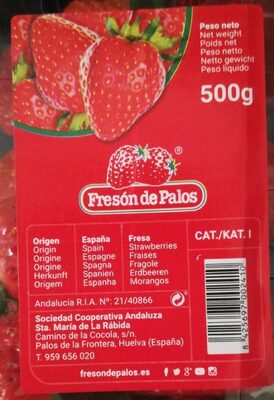 Peso neto
Net weight
Poids net
Peso netto
Netto gewicht
Peso líquido
500g
®
Fresón de Palos
Origen España Fresa
Origin Spain Strawberries
Origine Espagne Fraises
Origine Spagna Fragole
Herkunft Spanien Erdbeeren
Origem Espanha Morangos
CAT./KAT. I
Andalucía R.I.A. Nº: 21/40866
Sociedad Cooperativa Andaluza
Sta. María de La Rábida
Camino de la Cocola, s/n.
Palos de la Frontera, Huelva (España)
T. 959 656 020
8 425697 002410
fresondepalos.es